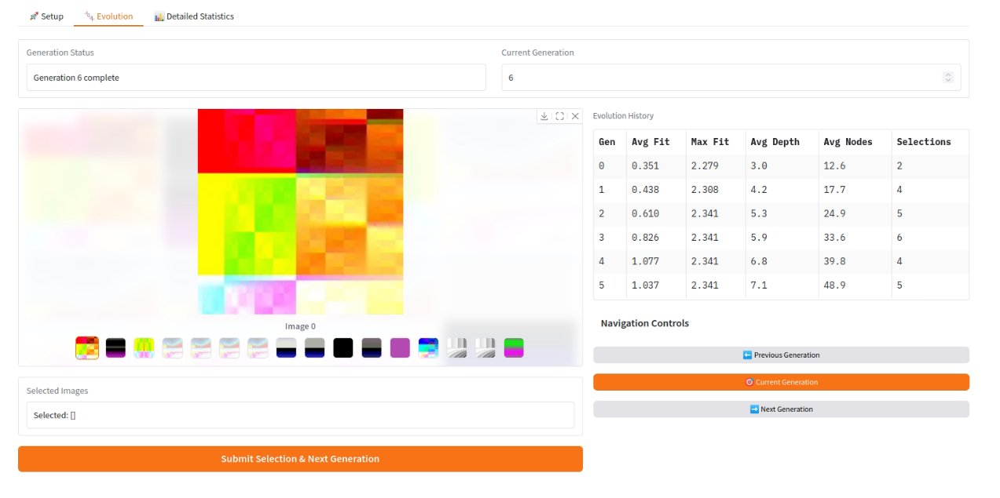 🚀 Setup
🧬 Evolution
📊 Detailed Statistics
Generation Status
Current Generation
Generation 6 complete
6
Image 0
Evolution History
Gen Avg Fit Max Fit Avg Depth Avg Nodes Selections
0 0.351 2.279 3.0 12.6 2
1 0.438 2.308 4.2 17.7 4
2 0.610 2.341 5.3 24.9 5
3 0.826 2.341 5.9 33.6 6
4 1.077 2.341 6.8 39.8 4
5 1.037 2.341 7.1 48.9 5
Navigation Controls
⬅️ Previous Generation
🎯 Current Generation
➡️ Next Generation
Selected Images
Selected: []
Submit Selection & Next Generation